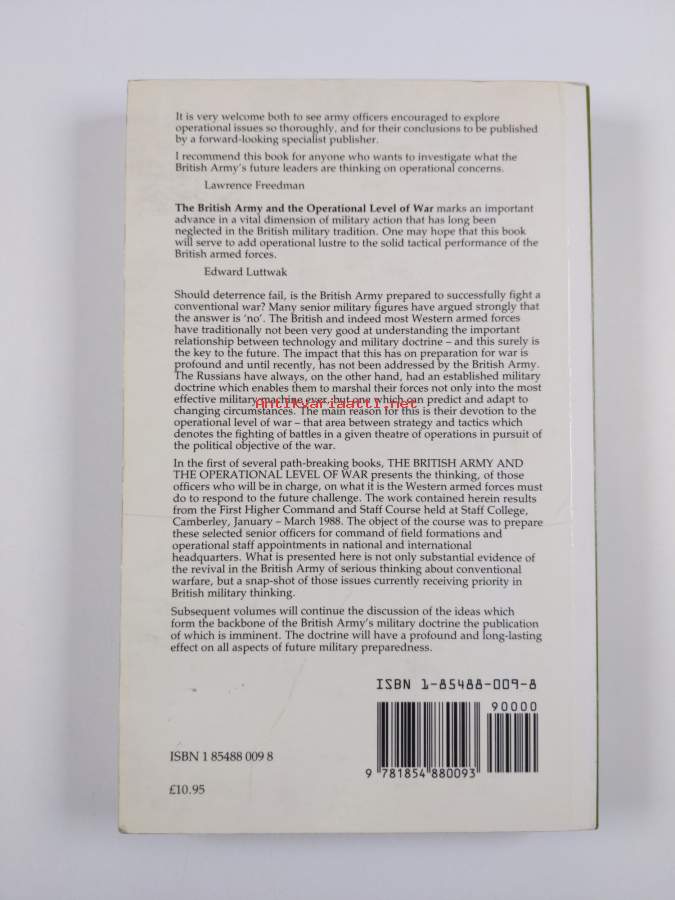 It is very welcome both to see army officers encouraged to explore
operational issues so thoroughly, and for their conclusions to be published
by a forward-looking specialist publisher.
I recommend this book for anyone who wants to investigate what the
British Army's future leaders are thinking on operational concerns.
Lawrence Freedman
The British Army and the Operational Level of War marks an important
advance in a vital dimension of military action that has long been
neglected in the British military tradition. One may hope that this book
will serve to add operational lustre to the solid tactical performance of the
British armed forces.
Edward Luttwak
Should deterrence fail, is the British Army prepared to successfully fight a
conventional war? Many senior military figures have argued strongly that
the answer is 'no'. The British and indeed most Western armed forces
have traditionally not been very good at understanding the important
relationship between technology and military doctrine – and this surely is
the key to the future. The impact that this has on preparation for war is
profound and until recently, has not been addressed by the British Army.
The Russians have always, on the other hand, had an established military
doctrine which enables them to marshal their forces not only into the most
effective military machine ever, but one which can predict and adapt to
Antikvariaatti.net
changing circumstances. The main reason for this is their devotion to the
operational level of war – that area between strategy and tactics which
denotes the fighting of battles in a given theatre of operations in pursuit of
the political objective of the war.
In the first of several path-breaking books, THE BRITISH ARMY AND
THE OPERATIONAL LEVEL OF WAR presents the thinking, of those
officers who will be in charge, on what it is the Western armed forces must
do to respond to the future challenge. The work contained herein results
from the First Higher Command and Staff Course held at Staff College,
Camberley, January – March 1988. The object of the course was to prepare
these selected senior officers for command of field formations and
operational staff appointments in national and international
headquarters. What is presented here is not only substantial evidence of
the revival in the British Army of serious thinking about conventional
warfare, but a snap-shot of those issues currently receiving priority in
British military thinking.
Subsequent volumes will continue the discussion of the ideas which
form the backbone of the British Army's military doctrine the publication
of which is imminent. The doctrine will have a profound and long-lasting
effect on all aspects of future military preparedness.
ISBN 1-85488-009-8
90000
ISBN 1 85488 009 8
9 781854 880093
£10.95